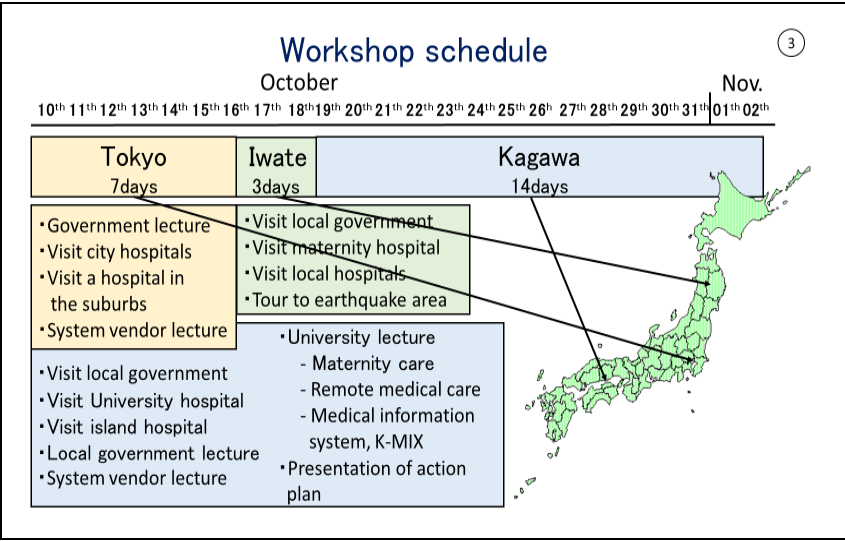 Workshop schedule
3
October
Nov.
10th 11th 12th 13th 14th 15th 16th 17th 18th 19th 20th 21th 22th 23th 24th 25th 26h 27th 28th 29th 30th 31th 01th 02th
Tokyo
7days
Iwate
3days
Kagawa
14days
・Government lecture
・Visit city hospitals
・Visit a hospital in
the suburbs
・System vendor lecture
・Visit local government
・Visit maternity hospital
・Visit local hospitals
・Tour to earthquake area
・Visit local government
・Visit University hospital
・Visit island hospital
・Local government lecture
・System vendor lecture
・University lecture
- Maternity care
- Remote medical care
- Medical information
system, K-MIX
・Presentation of action
plan